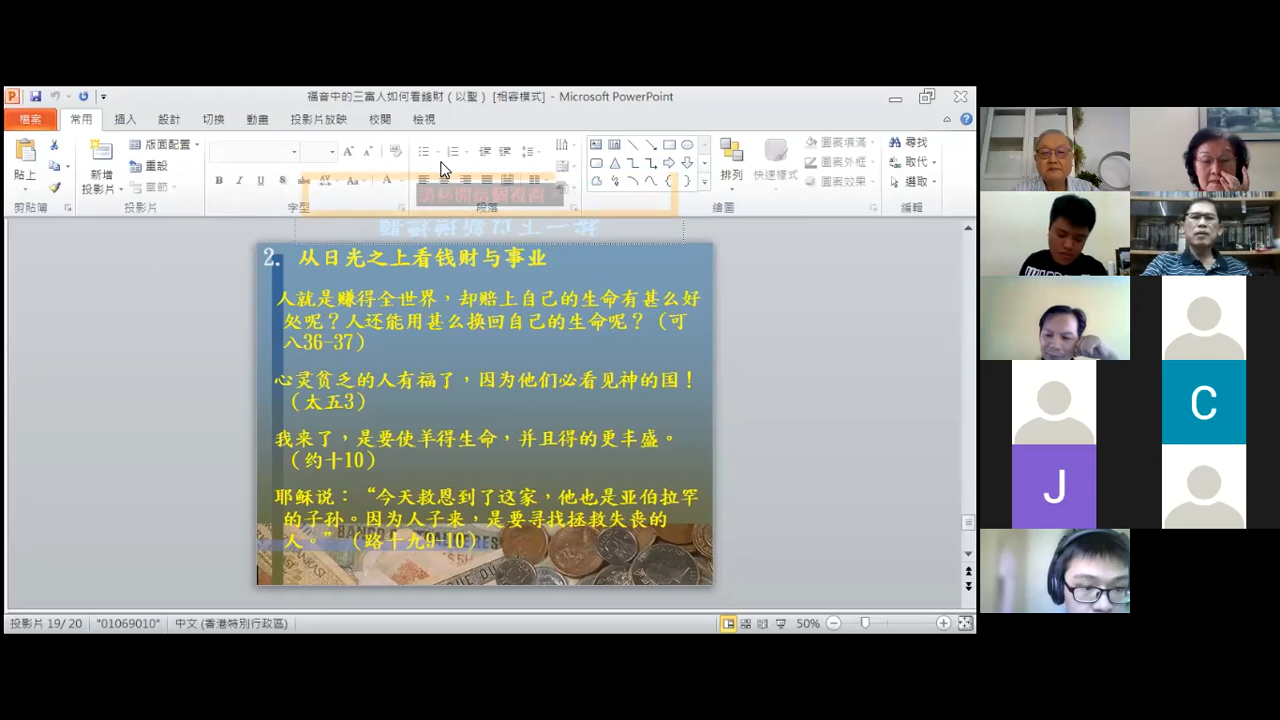 福音中的三富人如何看錢財（以聖）[相容模式] - Microsoft PowerPoint
檔案 常用 插入 設計 切換 動畫 投影片放映 校閱 檢視
貼上 新增投影片 版面配置 重設 章節
B I U S abc AV Aa A
排列 快速樣式 圖案填滿 圖案外框 圖案效果 尋找 取代 選取
剪貼簿 投影片 字型 段落 繪圖 編輯
2. 从日光之上看钱财与事业
人就是赚得全世界，却赔上自己的生命有甚么好
处呢？人还能用甚么换回自己的生命呢？（可
八36-37)
心灵贫乏的人有福了，因为他们必看见神的国！
（太五3）
我来了，是要使羊得生命，并且得的更丰盛。
（约十10）
耶稣说：“今天救恩到了这家，他也是亚伯拉罕
的子孙。因为人子来，是要寻找拯救失丧的
人。”（路十九9-10）
投影片 19/ 20 "01069010" 中文 (香港特別行政區) 50%
C
J